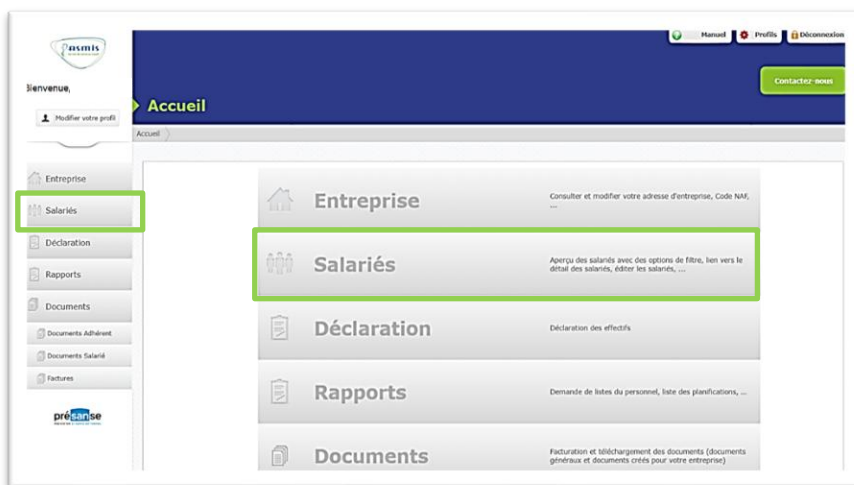 asmis
Bienvenue,
Modifier votre profil
Entreprise
Salariés
Déclaration
Rapports
Documents
Documents Adhérent
Documents Salarié
Factures
présanse
Manuel
Profils
Déconnexion
Contactez-nous
Accueil
Accueil
Entreprise
Consulter et modifier votre adresse d'entreprise, Code NAF,
...
Salariés
Aperçu des salariés avec des options de filtre, lien vers le
détail des salariés, éditer les salariés, ...
Déclaration
Déclaration des effectifs
Rapports
Demande de listes du personnel, liste des planifications, ...
Documents
Facturation et téléchargement des documents (documents
généraux et documents créés pour votre entreprise)